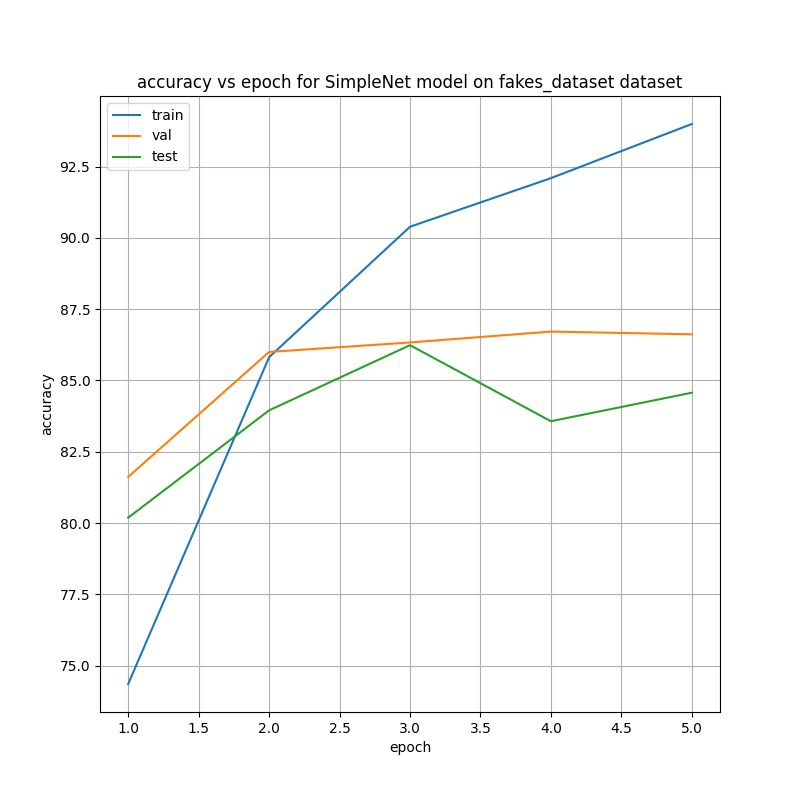 accuracy vs epoch for SimpleNet model on fakes_dataset dataset
train
val
test
92.5
90.0
87.5
85.0
82.5
80.0
77.5
75.0
accuracy
1.0 1.5 2.0 2.5 3.0 3.5 4.0 4.5 5.0
epoch